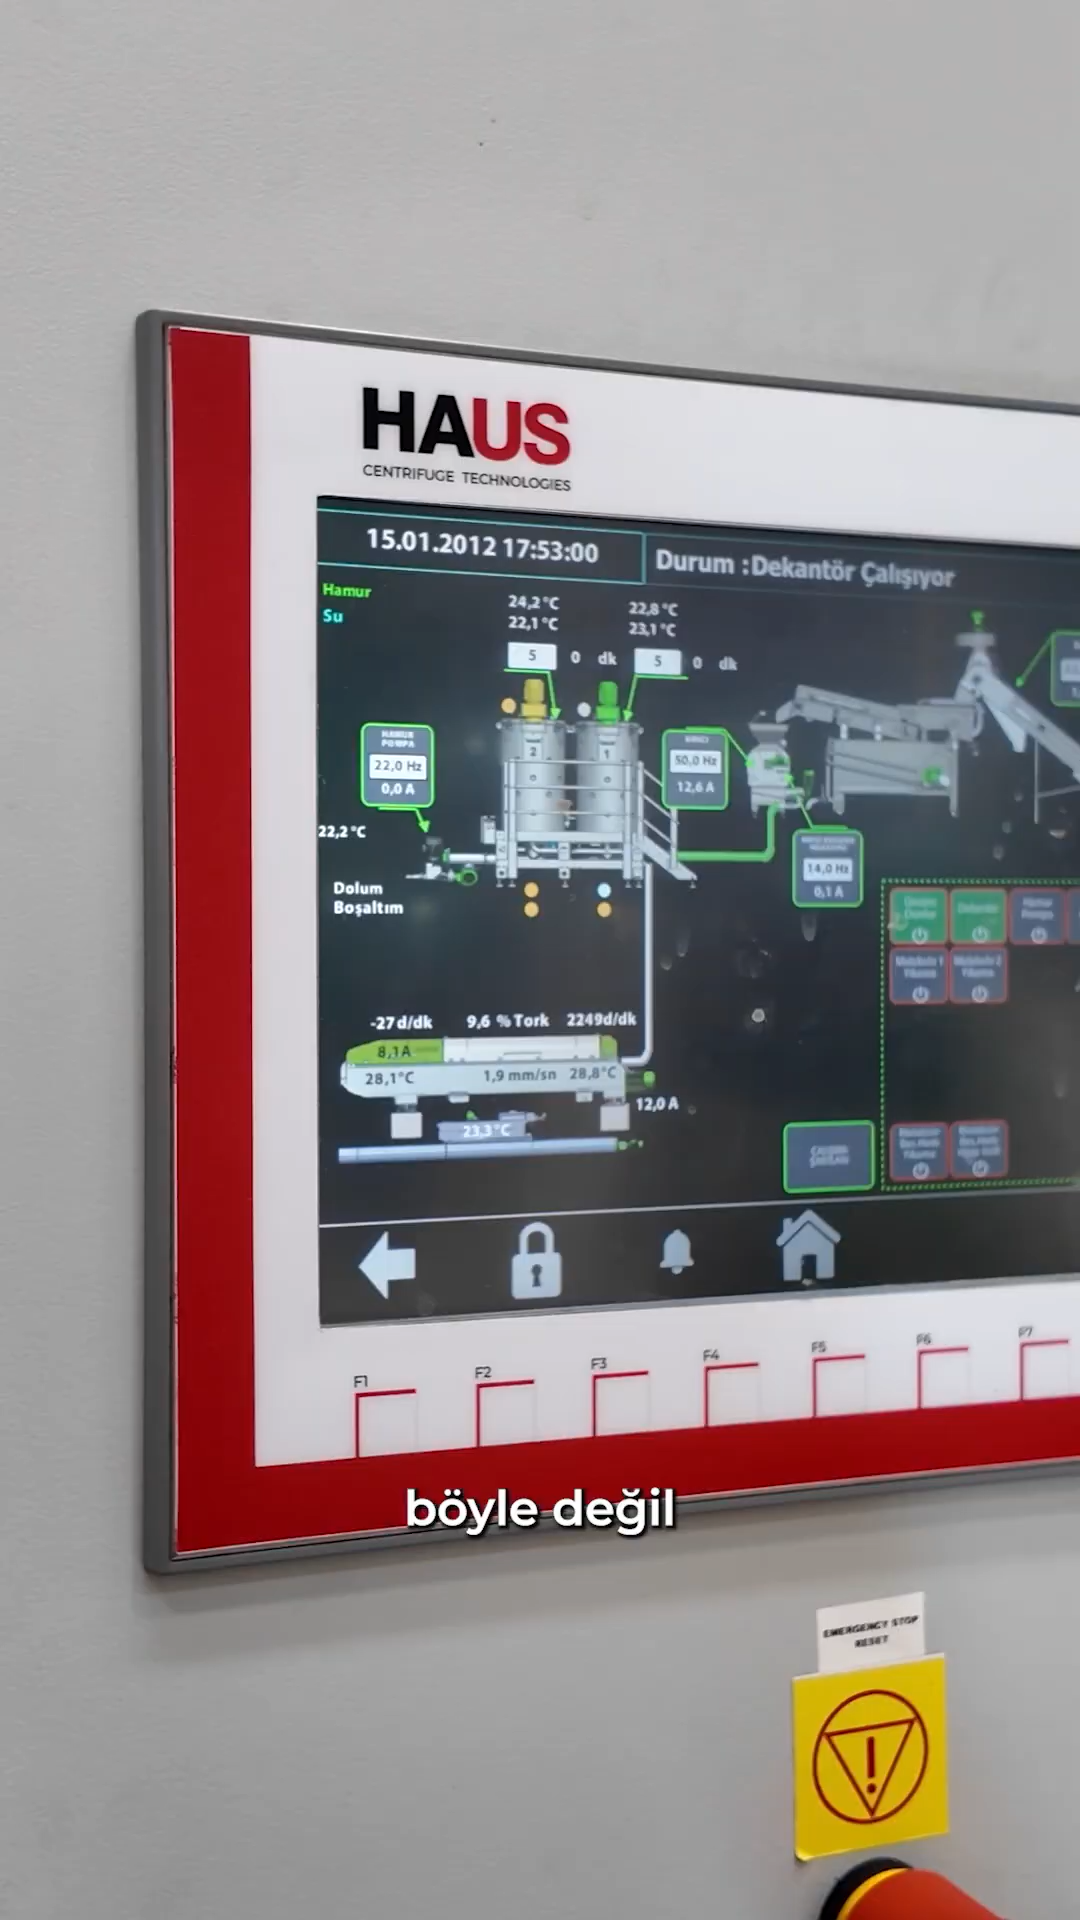 HAUS
CENTRIFUGE TECHNOLOGIES
15.01.2012 17:53:00
Durum :Dekantör Çalışıyor
Hamur
Su
24,2°C
22,1°C
22,8°C
23,1°C
5 0 dk
5 0 dk
HAMUR
POMPA
22,0 Hz
0,0 A
2
1
KIRICI
50,0 Hz
12,6 A
22,2°C
14,0 Hz
0,1 A
Dolum
Boşaltım
-27d/dk 9,6 %Tork 2249d/dk
8,1A
28,1°C 1,9 mm/sn 28,8°C
12,0 A
23,3°C
F1 F2 F3 F4 F5 F6 F7
böyle değil
EMERGENCY STOP
RESET